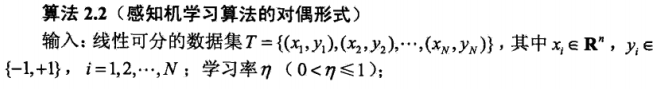 算法 2.2（感知机学习算法的对偶形式）
输入：线性可分的数据集 T = {(x₁, y₁), (x₂, y₂), ⋯, (x_N, y_N)}，其中 x_i ∈ Rⁿ，y_i ∈
{−1, +1}，i = 1, 2, ⋯, N；学习率 η（0 < η ≤ 1）；